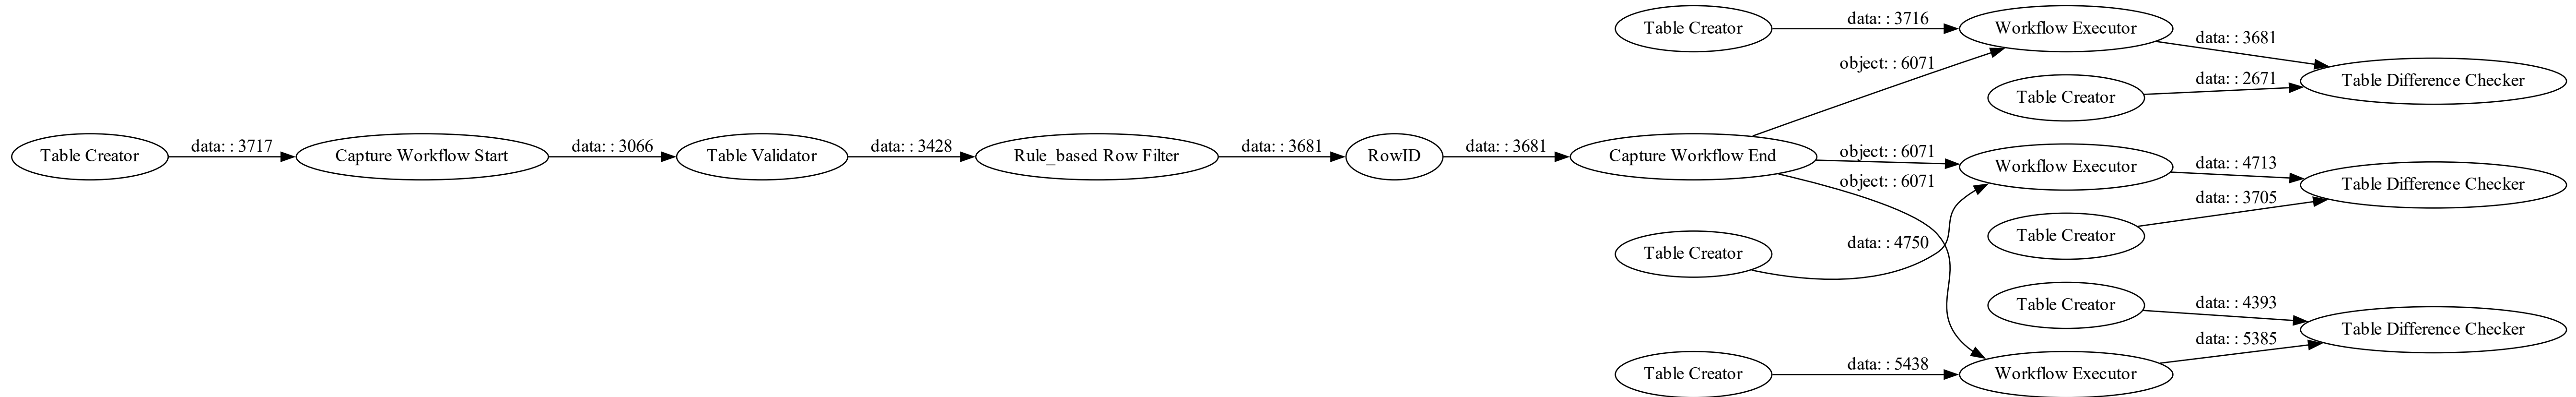 Table Creator
data: : 3716
Workflow Executor
data: : 3681
object: : 6071
data: : 2671
Table Difference Checker
Table Creator
Table Creator
data: : 3717
Capture Workflow Start
data: : 3066
Table Validator
data: : 3428
Rule_based Row Filter
data: : 3681
RowID
data: : 3681
Capture Workflow End
object: : 6071
Workflow Executor
data: : 4713
object: : 6071
Table Difference Checker
data: : 3705
Table Creator
Table Creator
data: : 4750
Table Creator
data: : 4393
Table Difference Checker
data: : 5385
Table Creator
data: : 5438
Workflow Executor